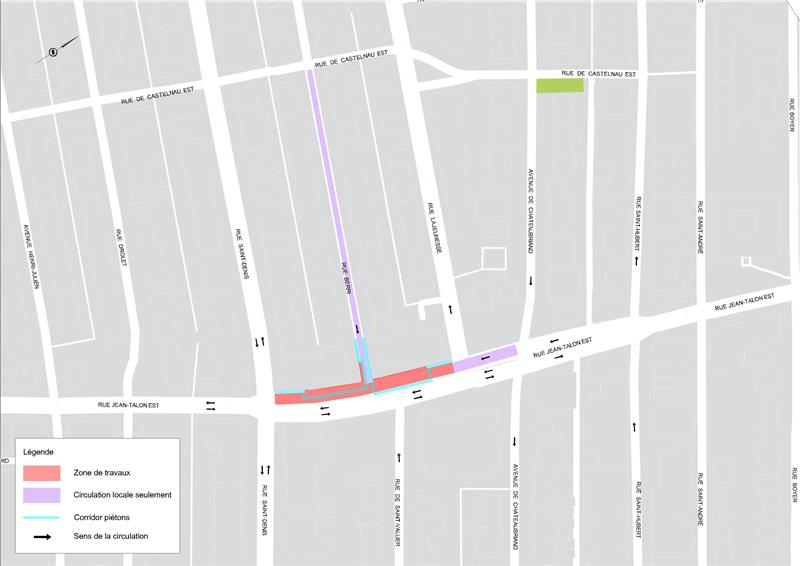 RUE DE CASTELNAU EST
RUE DE CASTELNAU EST
RUE DE CASTELNAU EST
RUE BOYER
AVENUE HENRI-JULIEN
RUE DROLET
RUE SAINT-DENIS
RUE BERRI
RUE LAJEUNESSE
AVENUE DE CHATEAUBRIAND
RUE SAINT-HUBERT
RUE SAINT-ANDRÉ
RUE JEAN-TALON EST
RUE JEAN-TALON EST
RUE JEAN-TALON EST
RD
RUE SAINT-DENIS
RUE DE SAINT-VALLIER
AVENUE DE CHATEAUBRIAND
RUE SAINT-HUBERT
RUE SAINT-ANDRÉ
RUE BOYER
Légende
Zone de travaux
Circulation locale seulement
Corridor piétons
Sens de la circulation